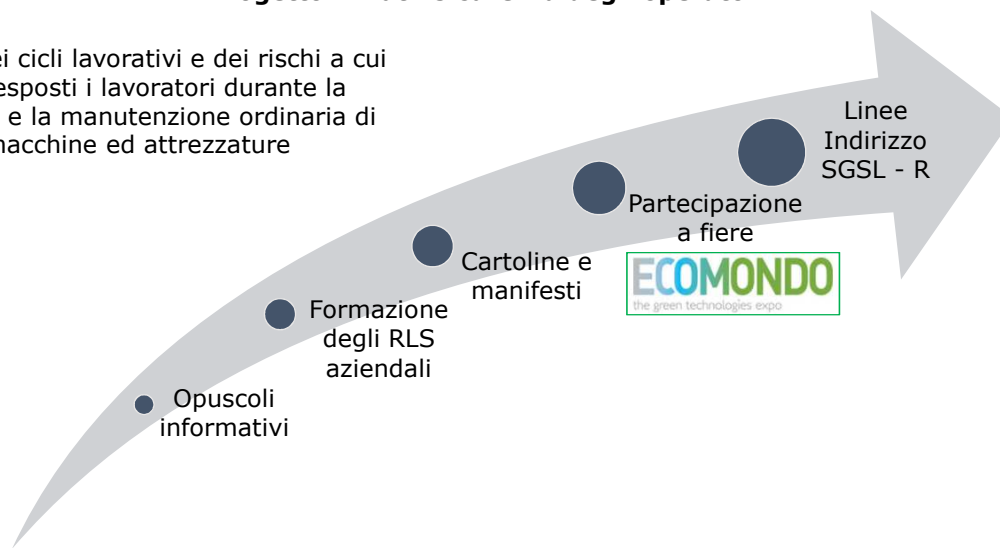 ei cicli lavorativi e dei rischi a cui
esposti i lavoratori durante la
e la manutenzione ordinaria di
macchine ed attrezzature
Linee
Indirizzo
SGSL - R
Partecipazione
a fiere
ECOMONDO
the green technologies expo
Cartoline e
manifesti
Formazione
degli RLS
aziendali
Opuscoli
informativi